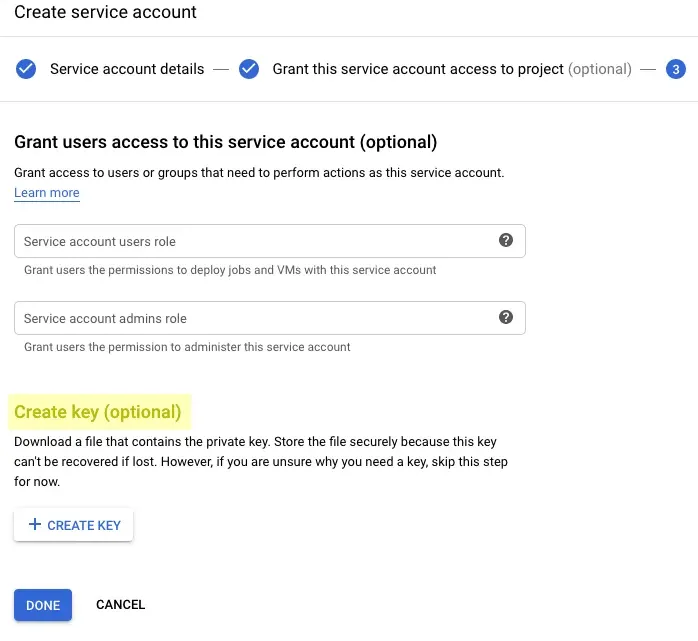 Create service account
Service account details — Grant this service account access to project (optional) — 3
Grant users access to this service account (optional)
Grant access to users or groups that need to perform actions as this service account.
Learn more
Service account users role ?
Grant users the permissions to deploy jobs and VMs with this service account
Service account admins role ?
Grant users the permission to administer this service account
Create key (optional)
Download a file that contains the private key. Store the file securely because this key
can't be recovered if lost. However, if you are unsure why you need a key, skip this step
for now.
+ CREATE KEY
DONE CANCEL